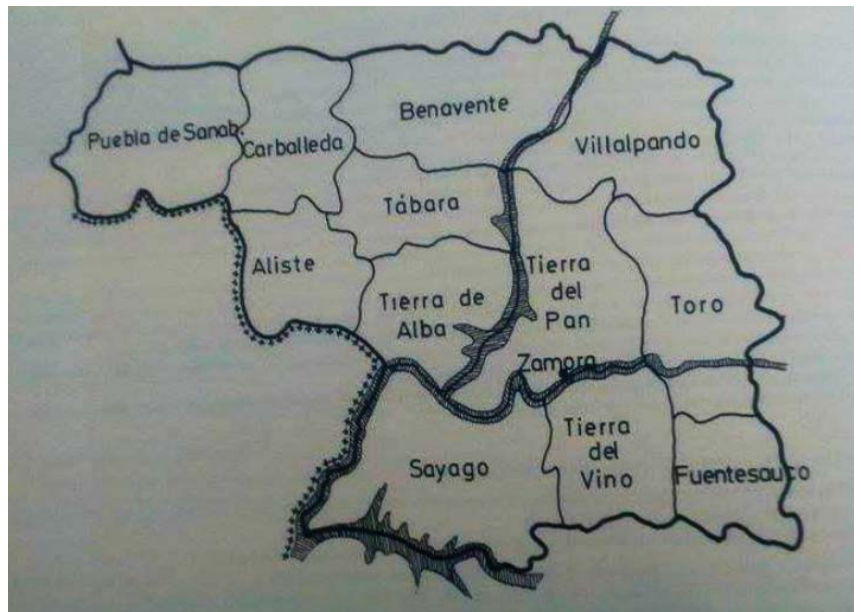 Benavente
Puebla de Sanab.
Carballeda
Villalpando
Tábara
Aliste
Tierra
del
Pan
Tierra de
Alba
Toro
Zamora
Sayago
Tierra
del
Vino
Fuentesauco